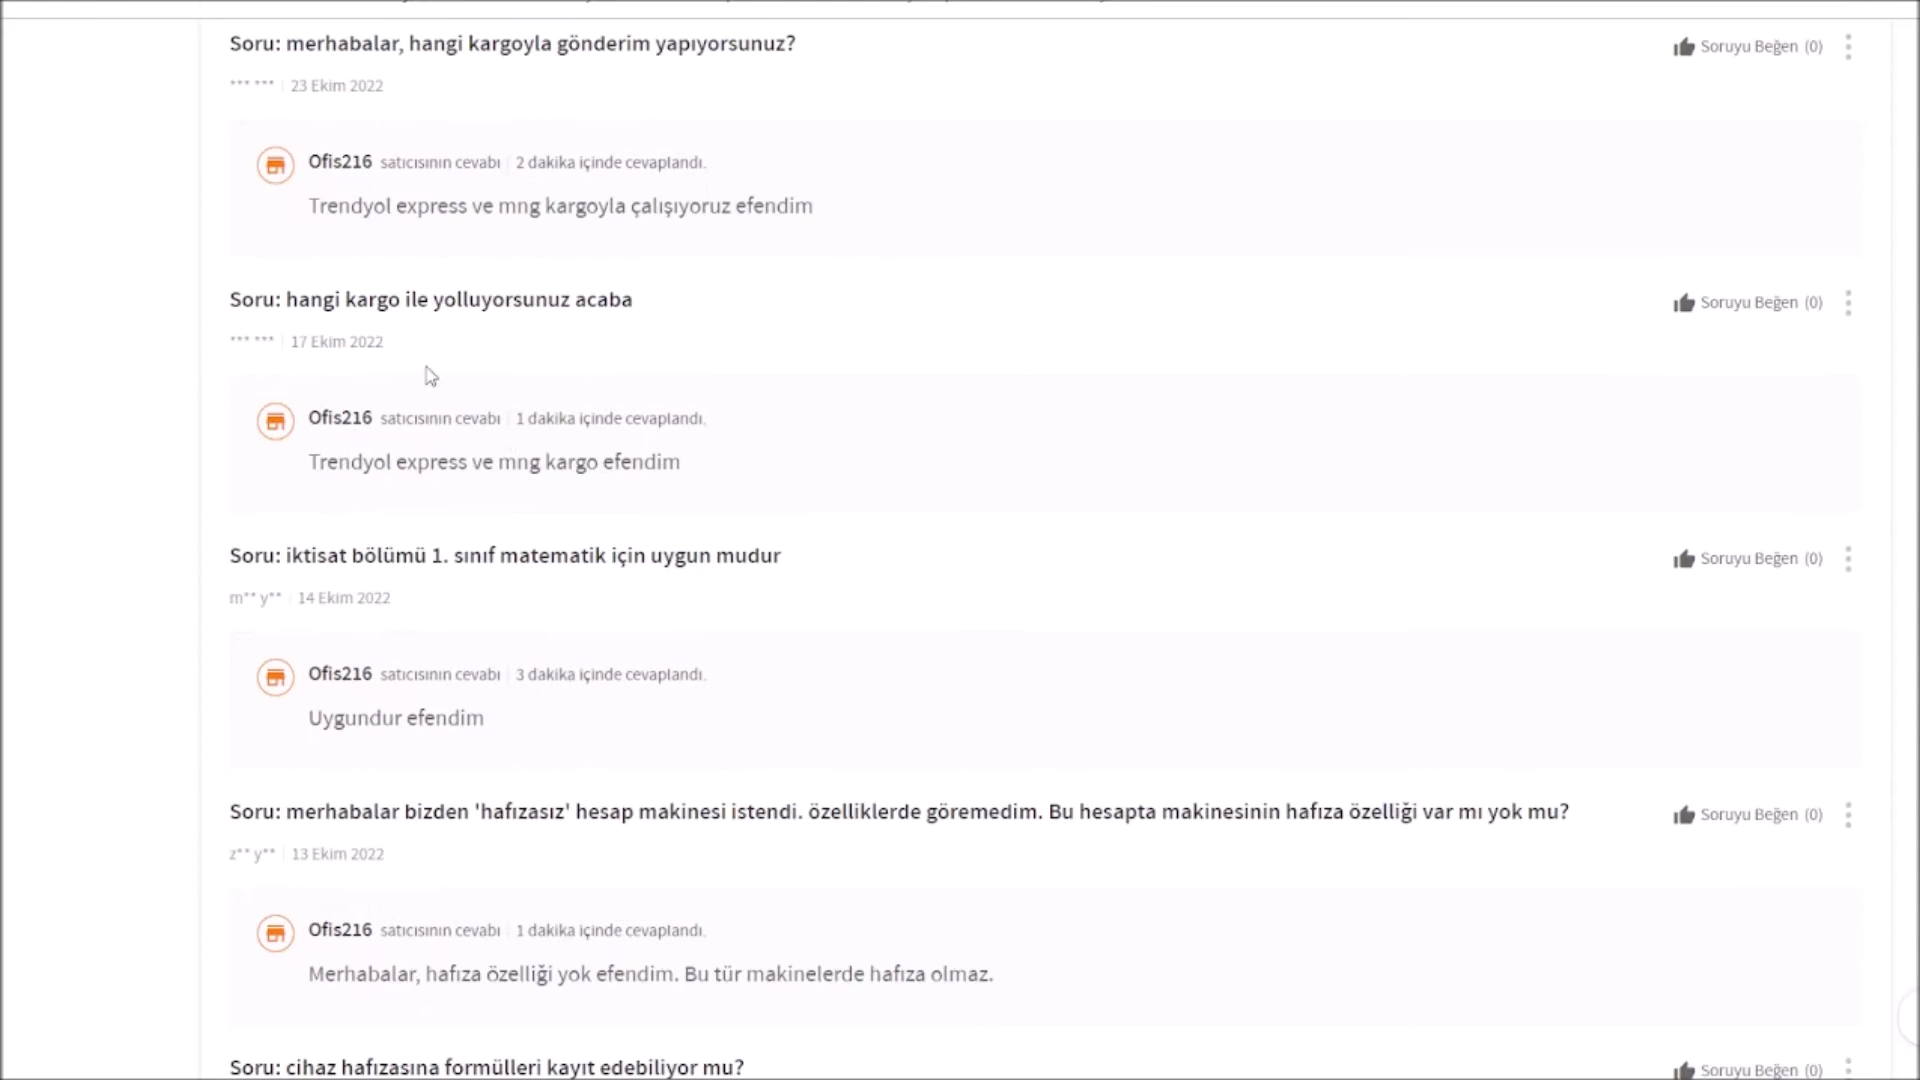 Soru: merhabalar, hangi kargoyla gönderim yapıyorsunuz?
Soruyu Beğen (0)
*** *** 23 Ekim 2022
Ofis216 satıcısının cevabı 2 dakika içinde cevaplandı.
Trendyol express ve mng kargoyla çalışıyoruz efendim
Soru: hangi kargo ile yolluyorsunuz acaba
Soruyu Beğen (0)
*** *** 17 Ekim 2022
Ofis216 satıcısının cevabı 1 dakika içinde cevaplandı.
Trendyol express ve mng kargo efendim
Soru: iktisat bölümü 1. sınıf matematik için uygun mudur
Soruyu Beğen (0)
m** y** 14 Ekim 2022
Ofis216 satıcısının cevabı 3 dakika içinde cevaplandı.
Uygundur efendim
Soru: merhabalar bizden 'hafızasız' hesap makinesi istendi. özelliklerde göremedim. Bu hesapta makinesinin hafıza özelliği var mı yok mu?
Soruyu Beğen (0)
z** y** 13 Ekim 2022
Ofis216 satıcısının cevabı 1 dakika içinde cevaplandı.
Merhabalar, hafıza özelliği yok efendim. Bu tür makinelerde hafıza olmaz.
Soru: cihaz hafızasına formülleri kayıt edebiliyor mu?
Soruyu Beğen (0)